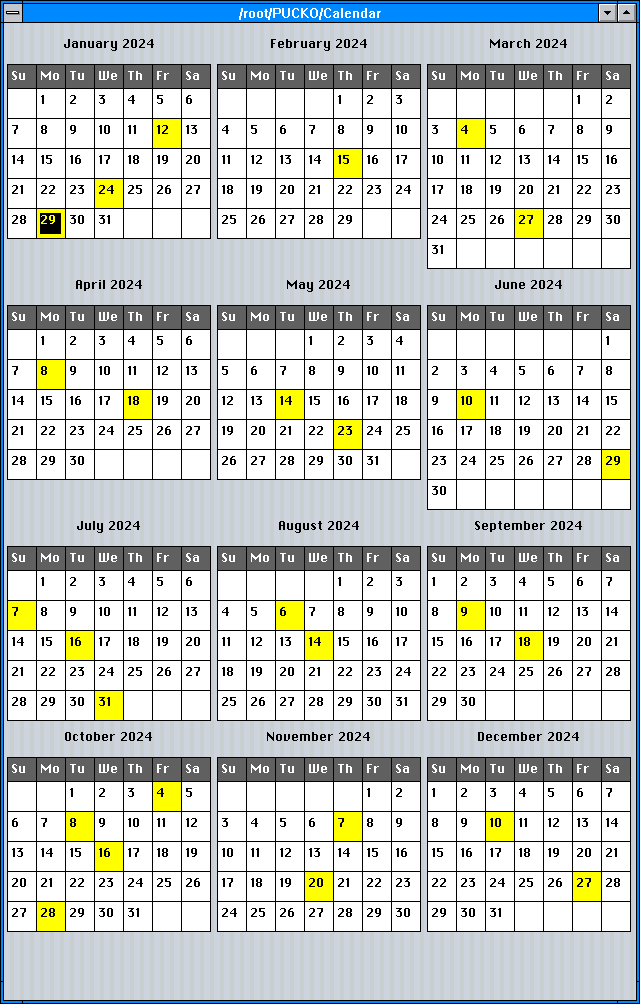 /root/PUCKO/Calendar
January 2024
Su Mo Tu We Th Fr Sa
1 2 3 4 5 6
7 8 9 10 11 12 13
14 15 16 17 18 19 20
21 22 23 24 25 26 27
28 29 30 31
February 2024
Su Mo Tu We Th Fr Sa
1 2 3
4 5 6 7 8 9 10
11 12 13 14 15 16 17
18 19 20 21 22 23 24
25 26 27 28 29
March 2024
Su Mo Tu We Th Fr Sa
1 2
3 4 5 6 7 8 9
10 11 12 13 14 15 16
17 18 19 20 21 22 23
24 25 26 27 28 29 30
31
April 2024
Su Mo Tu We Th Fr Sa
1 2 3 4 5 6
7 8 9 10 11 12 13
14 15 16 17 18 19 20
21 22 23 24 25 26 27
28 29 30
May 2024
Su Mo Tu We Th Fr Sa
1 2 3 4
5 6 7 8 9 10 11
12 13 14 15 16 17 18
19 20 21 22 23 24 25
26 27 28 29 30 31
June 2024
Su Mo Tu We Th Fr Sa
1
2 3 4 5 6 7 8
9 10 11 12 13 14 15
16 17 18 19 20 21 22
23 24 25 26 27 28 29
30
July 2024
Su Mo Tu We Th Fr Sa
1 2 3 4 5 6
7 8 9 10 11 12 13
14 15 16 17 18 19 20
21 22 23 24 25 26 27
28 29 30 31
August 2024
Su Mo Tu We Th Fr Sa
1 2 3
4 5 6 7 8 9 10
11 12 13 14 15 16 17
18 19 20 21 22 23 24
25 26 27 28 29 30 31
September 2024
Su Mo Tu We Th Fr Sa
1 2 3 4 5 6 7
8 9 10 11 12 13 14
15 16 17 18 19 20 21
22 23 24 25 26 27 28
29 30
October 2024
Su Mo Tu We Th Fr Sa
1 2 3 4 5
6 7 8 9 10 11 12
13 14 15 16 17 18 19
20 21 22 23 24 25 26
27 28 29 30 31
November 2024
Su Mo Tu We Th Fr Sa
1 2
3 4 5 6 7 8 9
10 11 12 13 14 15 16
17 18 19 20 21 22 23
24 25 26 27 28 29 30
December 2024
Su Mo Tu We Th Fr Sa
1 2 3 4 5 6 7
8 9 10 11 12 13 14
15 16 17 18 19 20 21
22 23 24 25 26 27 28
29 30 31